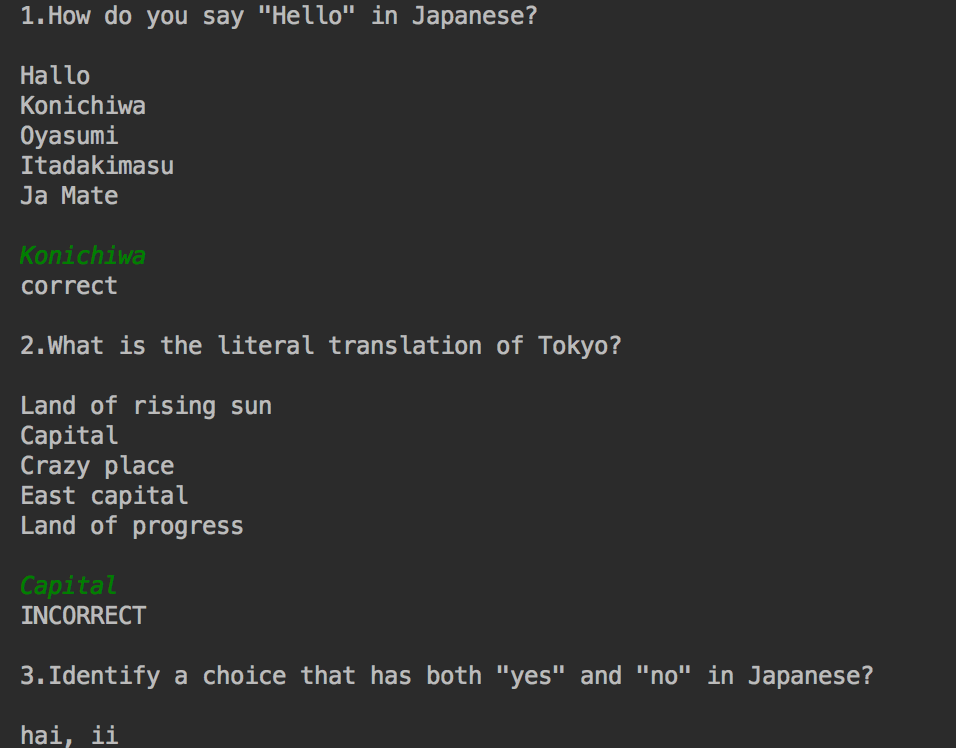 1.How do you say "Hello" in Japanese?
Hallo
Konichiwa
Oyasumi
Itadakimasu
Ja Mate
Konichiwa
correct
2.What is the literal translation of Tokyo?
Land of rising sun
Capital
Crazy place
East capital
Land of progress
Capital
INCORRECT
3.Identify a choice that has both "yes" and "no" in Japanese?
hai, ii